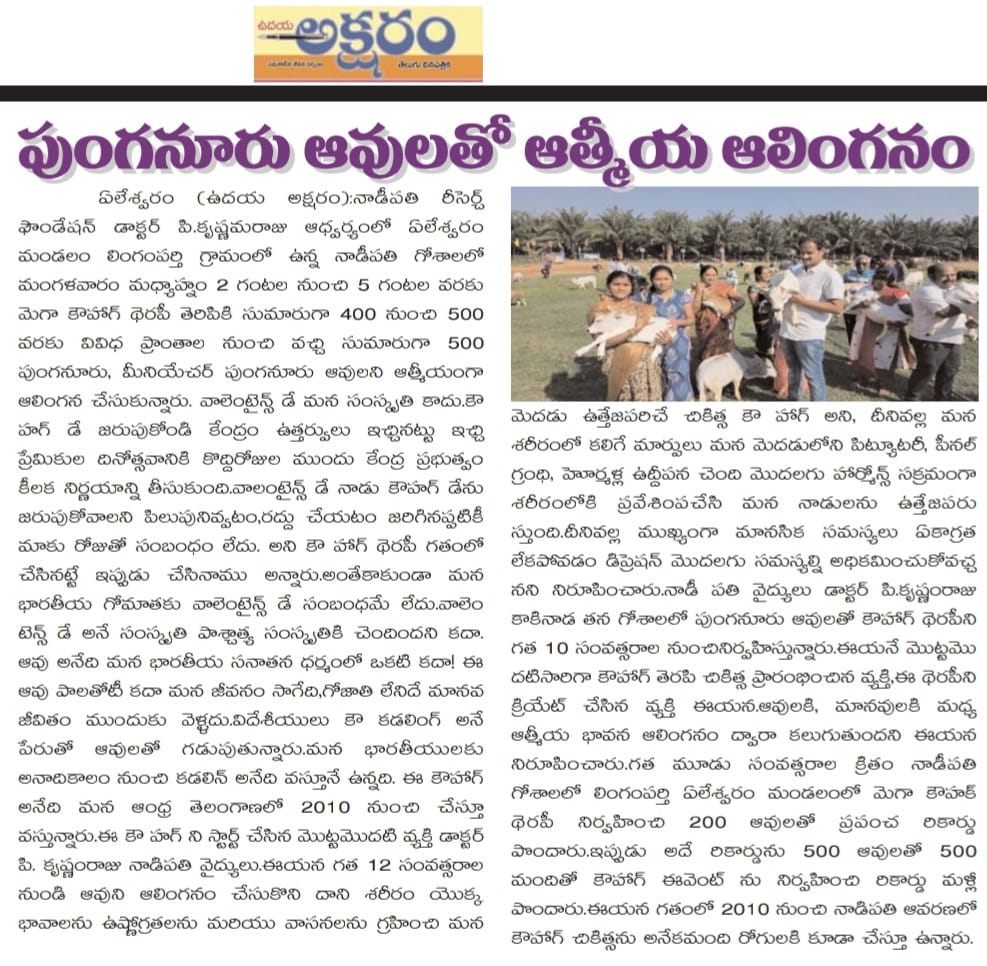 ఉదయ
అక్షరం
తెలుగు దినపత్రిక
పుంగనూరు ఆవులతో ఆత్మీయ ఆలింగనం
ఏలేశ్వరం (ఉదయ అక్షరం):నాడీపతి రీసెర్చ్
ఫౌండేషన్ డాక్టర్ పి.కృష్ణమరాజు ఆధ్వర్యంలో ఏలేశ్వరం
మండలం లింగంపర్తి గ్రామంలో ఉన్న నాడీపతి గోశాలలో
మంగళవారం మధ్యాహ్నం 2 గంటల నుంచి 5 గంటల వరకు
మెగా కౌహాగ్ థెరపీ తెరిపికి సుమారుగా 400 నుంచి 500
వరకు వివిధ ప్రాంతాల నుంచి వచ్చి సుమారుగా 500
పుంగనూరు, మీనియేచర్ పుంగనూరు ఆవులని ఆత్మీయంగా
ఆలింగన చేసుకున్నారు. వాలెంటైన్స్ డే మన సంస్కృతి కాదు.కౌ
హగ్ డే జరుపుకోండి కేంద్రం ఉత్తర్వులు ఇచ్చినట్టు ఇచ్చి
ప్రేమికుల దినోత్సవానికి కొద్దిరోజుల ముందు కేంద్ర ప్రభుత్వం
కీలక నిర్ణయాన్ని తీసుకుంది.వాలంటైన్స్ డే నాడు కౌహగ్ డేను
జరుపుకోవాలని పిలుపునివ్వటం,రద్దు చేయటం జరిగినప్పటికీ
మాకు రోజుతో సంబంధం లేదు. అని కౌ హోగ్ థెరపీ గతంలో
చేసినట్టే ఇప్పుడు చేసినాము అన్నారు.అంతేకాకుండా మన
భారతీయ గోమాతకు వాలెంటైన్స్ డే సంబంధమే లేదు.వాలెం
టెన్స్ డే అనే సంస్కృతి పాశ్చాత్య సంస్కృతికి చెందిందని కదా.
ఆవు అనేది మన భారతీయ సనాతన ధర్మంలో ఒకటి కదా! ఈ
ఆవు పాలతోటీ కదా మన జీవనం సాగేది,గోజాతి లేనిదే మానవ
జీవితం ముందుకు వెళ్లదు.విదేశీయులు కౌ కడలింగ్ అనే
పేరుతో ఆవులతో గడుపుతున్నారు.మన భారతీయులకు
అనాదికాలం నుంచి కడలిన్ అనేది వస్తూనే ఉన్నది. ఈ కౌహాగ్
అనేది మన ఆంధ్ర తెలంగాణలో 2010 నుంచి చేస్తూ
వస్తున్నారు.ఈ కౌ హగ్ ని స్టార్ట్ చేసిన మొట్టమొదటి వ్యక్తి డాక్టర్
పి. కృష్ణంరాజు నాడిపతి వైద్యులు.ఈయన గత 12 సంవత్సరాల
నుండి ఆవుని ఆలింగనం చేసుకొని దాని శరీరం యొక్క
భావాలను ఉష్ణోగ్రతలను మరియు వాసనలను గ్రహించి మన
మెదడు ఉత్తేజపరిచే చికిత్స కౌ హాగ్ అని, దీనివల్ల మన
శరీరంలో కలిగే మార్పులు మన మెదడులోని పిట్యూటరీ, పీనల్
గ్రంధి, హెూర్మళ్ల ఉద్దీపన చెంది మొదలగు హార్మోన్స్ సక్రమంగా
శరీరంలోకి ప్రవేశింపచేసి మన నాడులను ఉత్తేజపరు
స్తుంది.దీనివల్ల ముఖ్యంగా మానసిక సమస్యలు ఏకాగ్రత
లేకపోవడం డిప్రెషన్ మొదలగు సమస్యల్ని అధికమించుకోవచ్చ
నని నిరూపించారు.నాడీ పతి వైద్యులు డాక్టర్ పి.కృష్ణంరాజు
కాకినాడ తన గోశాలలో పుంగనూరు ఆవులతో కౌహాగ్ థెరపీని
గత 10 సంవత్సరాల నుంచినిర్వహిస్తున్నారు.ఈయనే మొట్టమొ
దటిసారిగా కౌహాగ్ తెరపి చికిత్స ప్రారంభించిన వ్యక్తి,ఈ థెరపీని
క్రియేట్ చేసిన వ్యక్తి ఈయన.ఆవులకి, మానవులకి మధ్య
ఆత్మీయ భావన ఆలింగనం ద్వారా కలుగుతుందని ఈయన
నిరూపించారు.గత మూడు సంవత్సరాల క్రితం నాడీపతి
గోశాలలో లింగంపర్తి ఏలేశ్వరం మండలంలో మెగా కౌహక్
థెరపీ నిర్వహించి 200 ఆవులతో ప్రపంచ రికార్డు
పొందారు.ఇప్పుడు అదే రికార్డును 500 ఆవులతో 500
మందితో కౌహాగ్ ఈవెంట్ ను నిర్వహించి రికార్డు మళ్లీ
పొందారు.ఈయన గతంలో 2010 నుంచి నాడిపతి ఆవరణలో
కౌహాగ్ చికిత్సను అనేకమంది రోగులకి కూడా చేస్తూ ఉన్నారు.